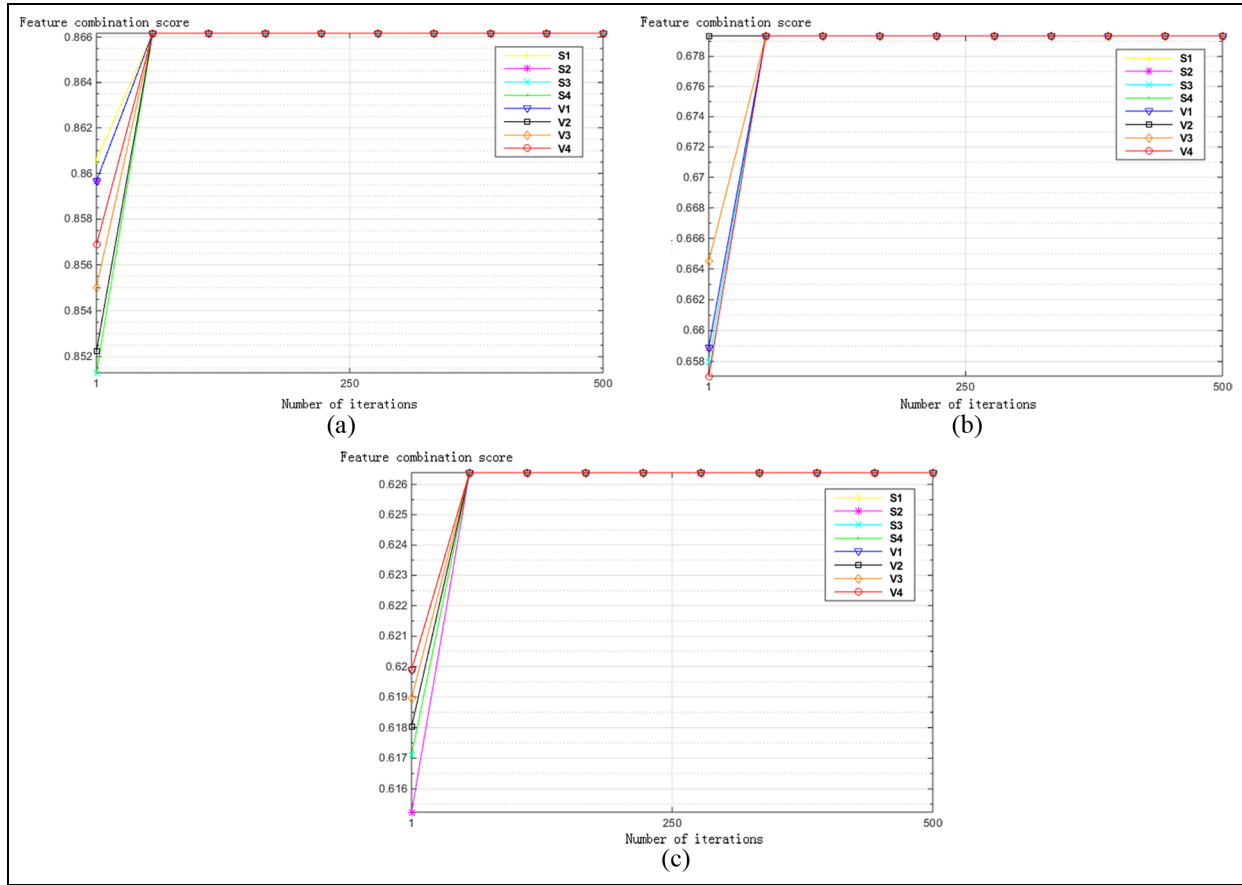 Feature combination score
0.866
0.864
0.862
0.86
0.858
0.856
0.854
0.852
1
250
500
Number of iterations
S1
S2
S3
S4
V1
V2
V3
V4
(a)
Feature combination score
0.678
0.676
0.674
0.672
0.67
0.668
0.666
0.664
0.662
0.66
0.658
1
250
500
Number of iterations
S1
S2
S3
S4
V1
V2
V3
V4
(b)
Feature combination score
0.626
0.625
0.624
0.623
0.622
0.621
0.62
0.619
0.618
0.617
0.616
1
250
500
Number of iterations
S1
S2
S3
S4
V1
V2
V3
V4
(c)